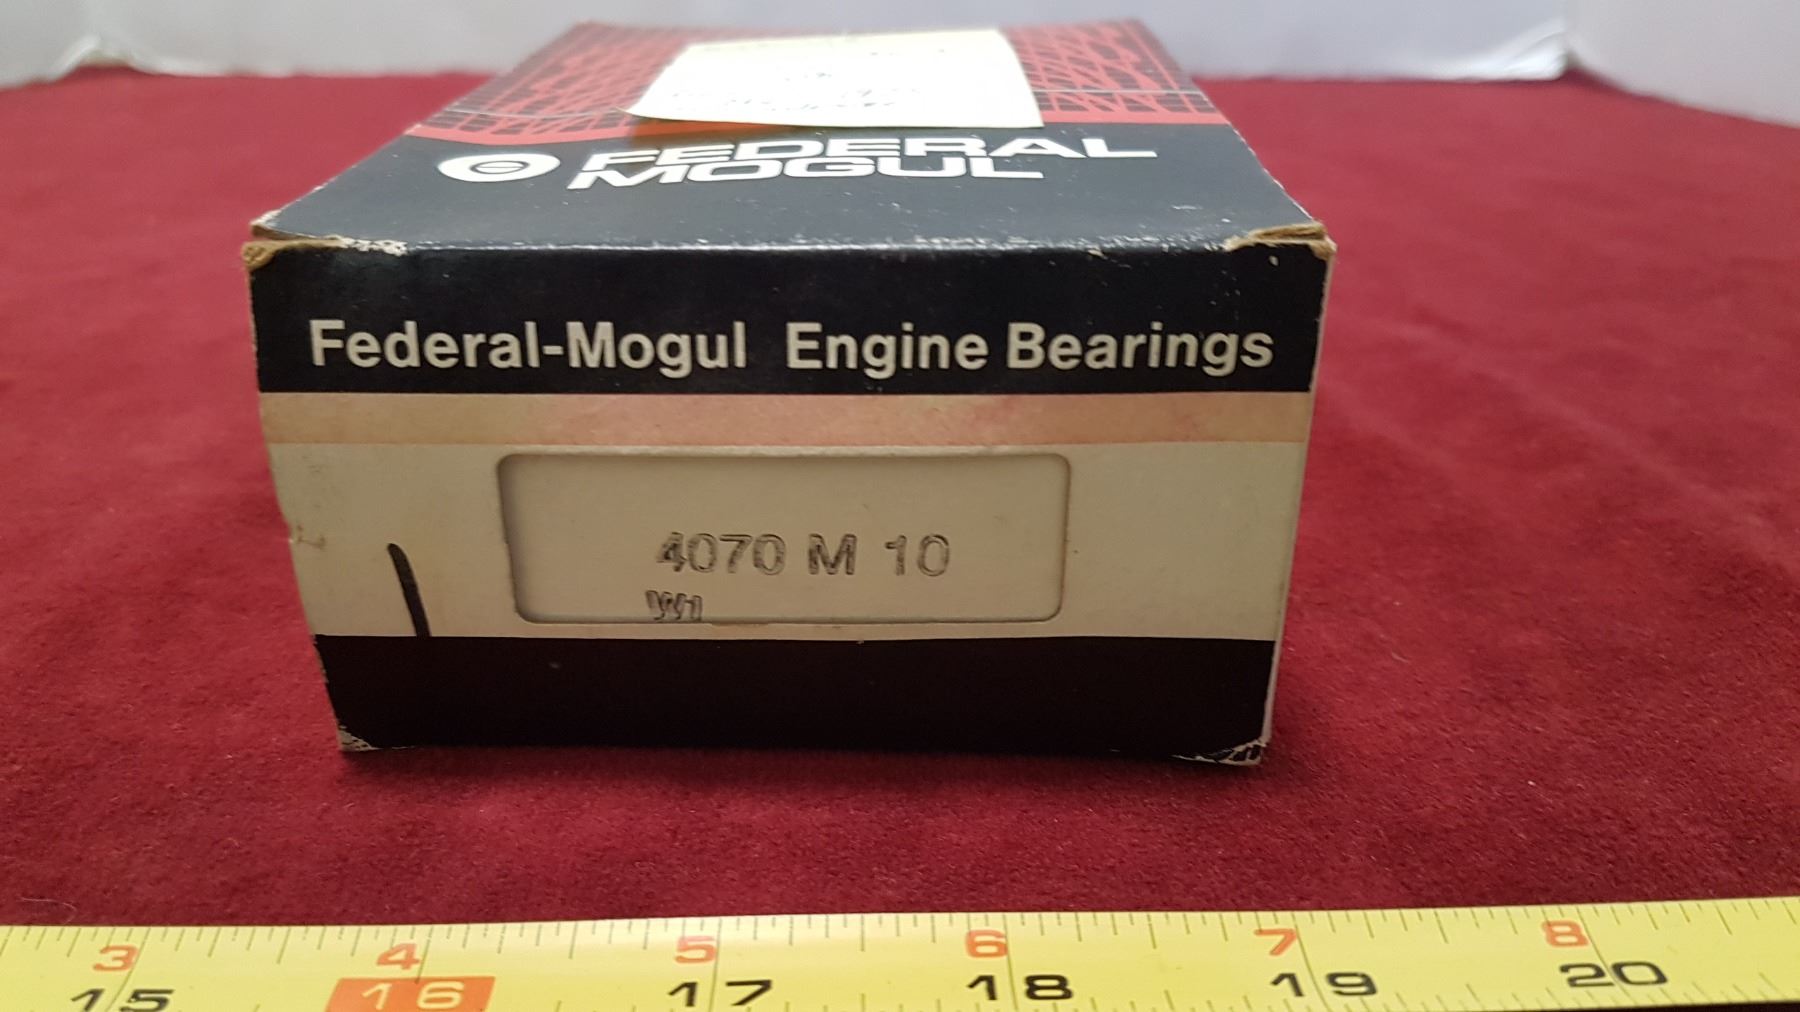 FEDERAL
MOGUL
Federal-Mogul Engine Bearings
4070 M 10
W1
3 4 5 6 7 8
15 16 17 18 19 20